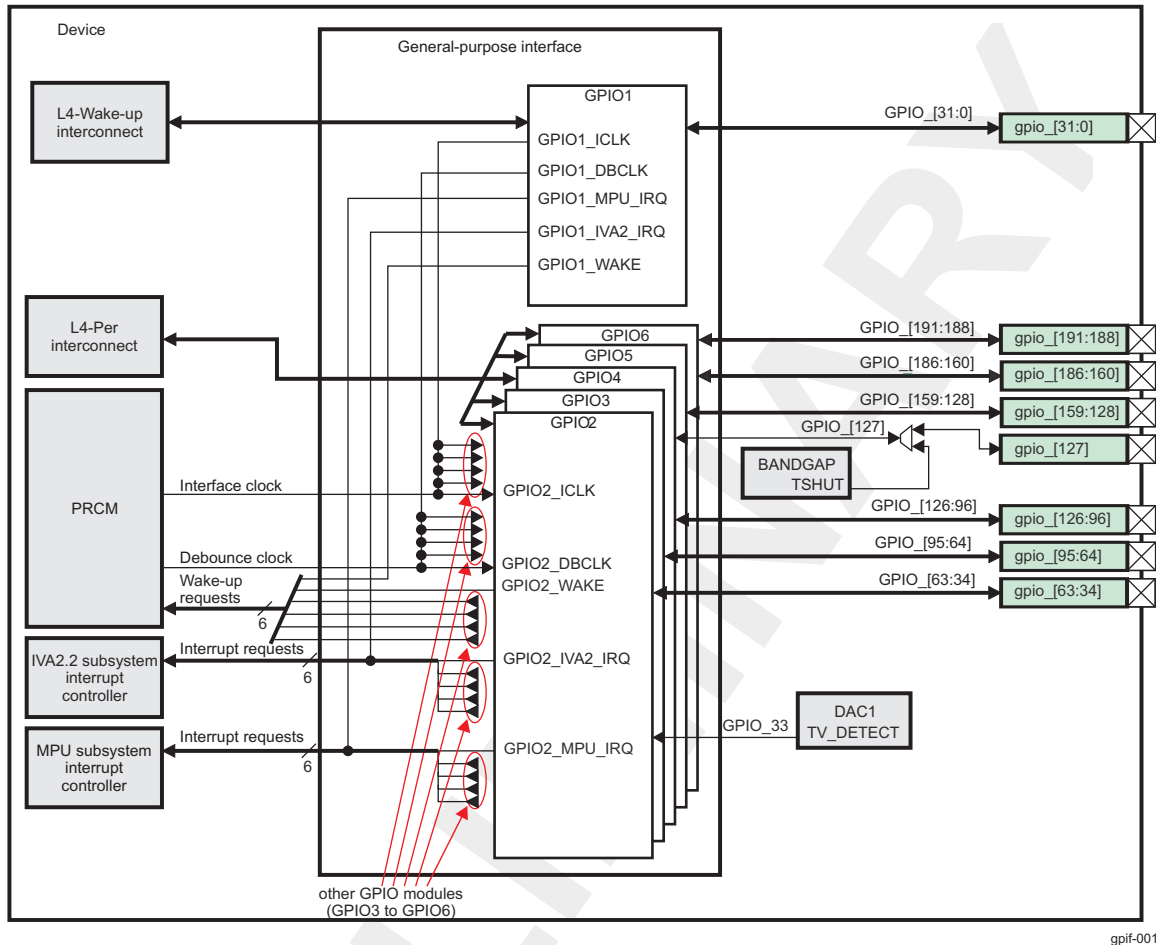 Device
General-purpose interface
L4-Wake-up
interconnect
GPIO1
GPIO1_ICLK
GPIO1_DBCLK
GPIO1_MPU_IRQ
GPIO1_IVA2_IRQ
GPIO1_WAKE
GPIO_[31:0]
gpio_[31:0]
L4-Per
interconnect
GPIO6
GPIO5
GPIO4
GPIO3
GPIO2
GPIO_[191:188]
gpio_[191:188]
GPIO_[186:160]
gpio_[186:160]
GPIO_[159:128]
gpio_[159:128]
GPIO_[127]
gpio_[127]
BANDGAP
TSHUT
PRCM
Interface clock
GPIO2_ICLK
GPIO_[126:96]
gpio_[126:96]
GPIO_[95:64]
gpio_[95:64]
Debounce clock
GPIO2_DBCLK
Wake-up
requests
6
GPIO2_WAKE
GPIO_[63:34]
gpio_[63:34]
IVA2.2 subsystem
interrupt
controller
Interrupt requests
6
GPIO2_IVA2_IRQ
MPU subsystem
interrupt
controller
Interrupt requests
6
GPIO2_MPU_IRQ
GPIO_33
DAC1
TV_DETECT
other GPIO modules
(GPIO3 to GPIO6)
gpif-001